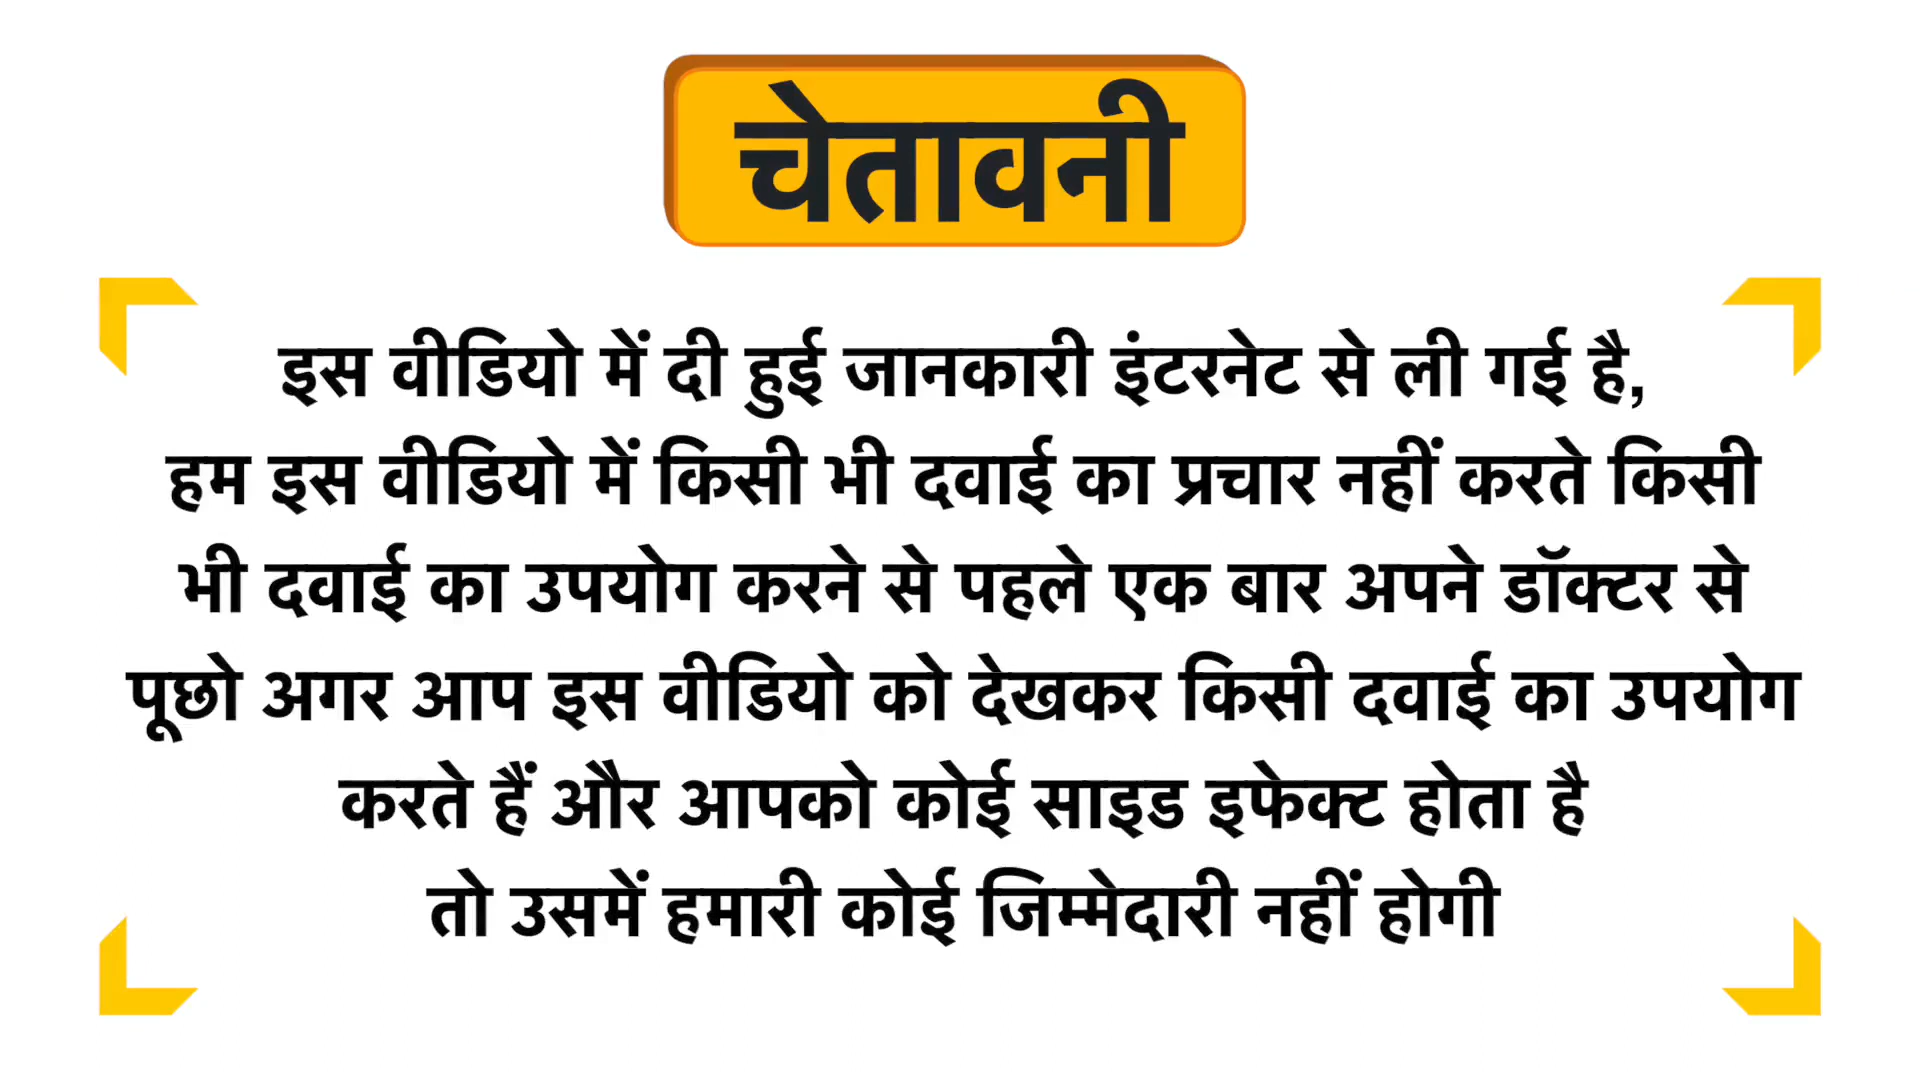 चेतावनी
इस वीडियो में दी हुई जानकारी इंटरनेट से ली गई है,
हम इस वीडियो में किसी भी दवाई का प्रचार नहीं करते किसी
भी दवाई का उपयोग करने से पहले एक बार अपने डॉक्टर से
पूछो अगर आप इस वीडियो को देखकर किसी दवाई का उपयोग
करते हैं और आपको कोई साइड इफेक्ट होता है
तो उसमें हमारी कोई जिम्मेदारी नहीं होगी